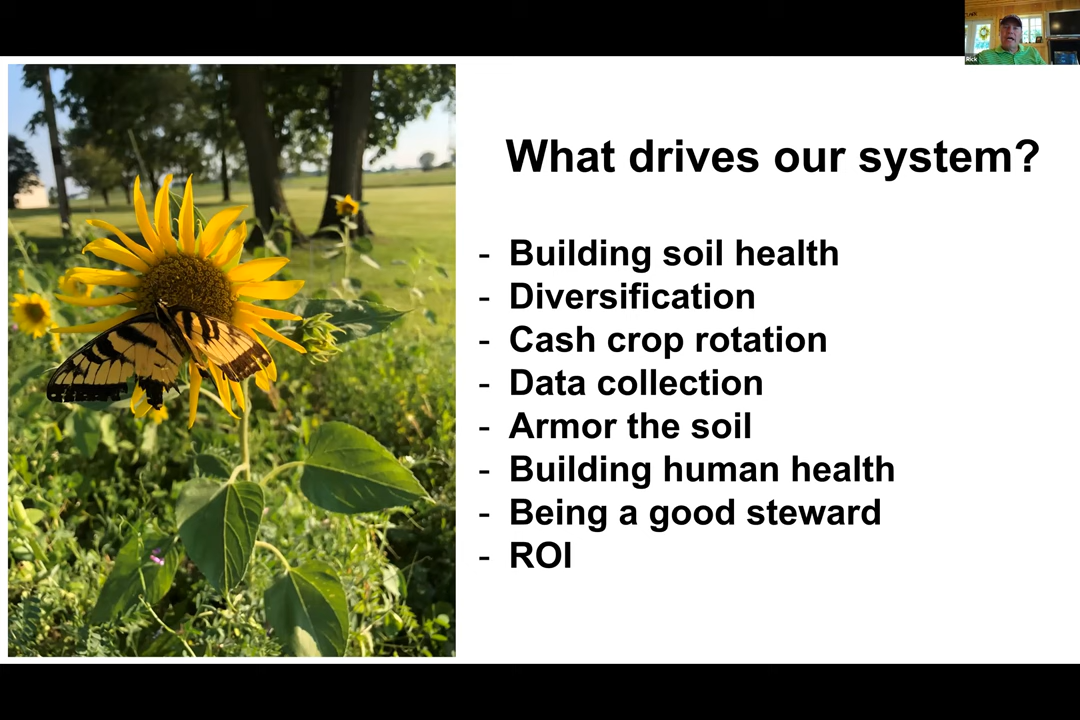 Rick
What drives our system?
- Building soil health
- Diversification
- Cash crop rotation
- Data collection
- Armor the soil
- Building human health
- Being a good steward
- ROI